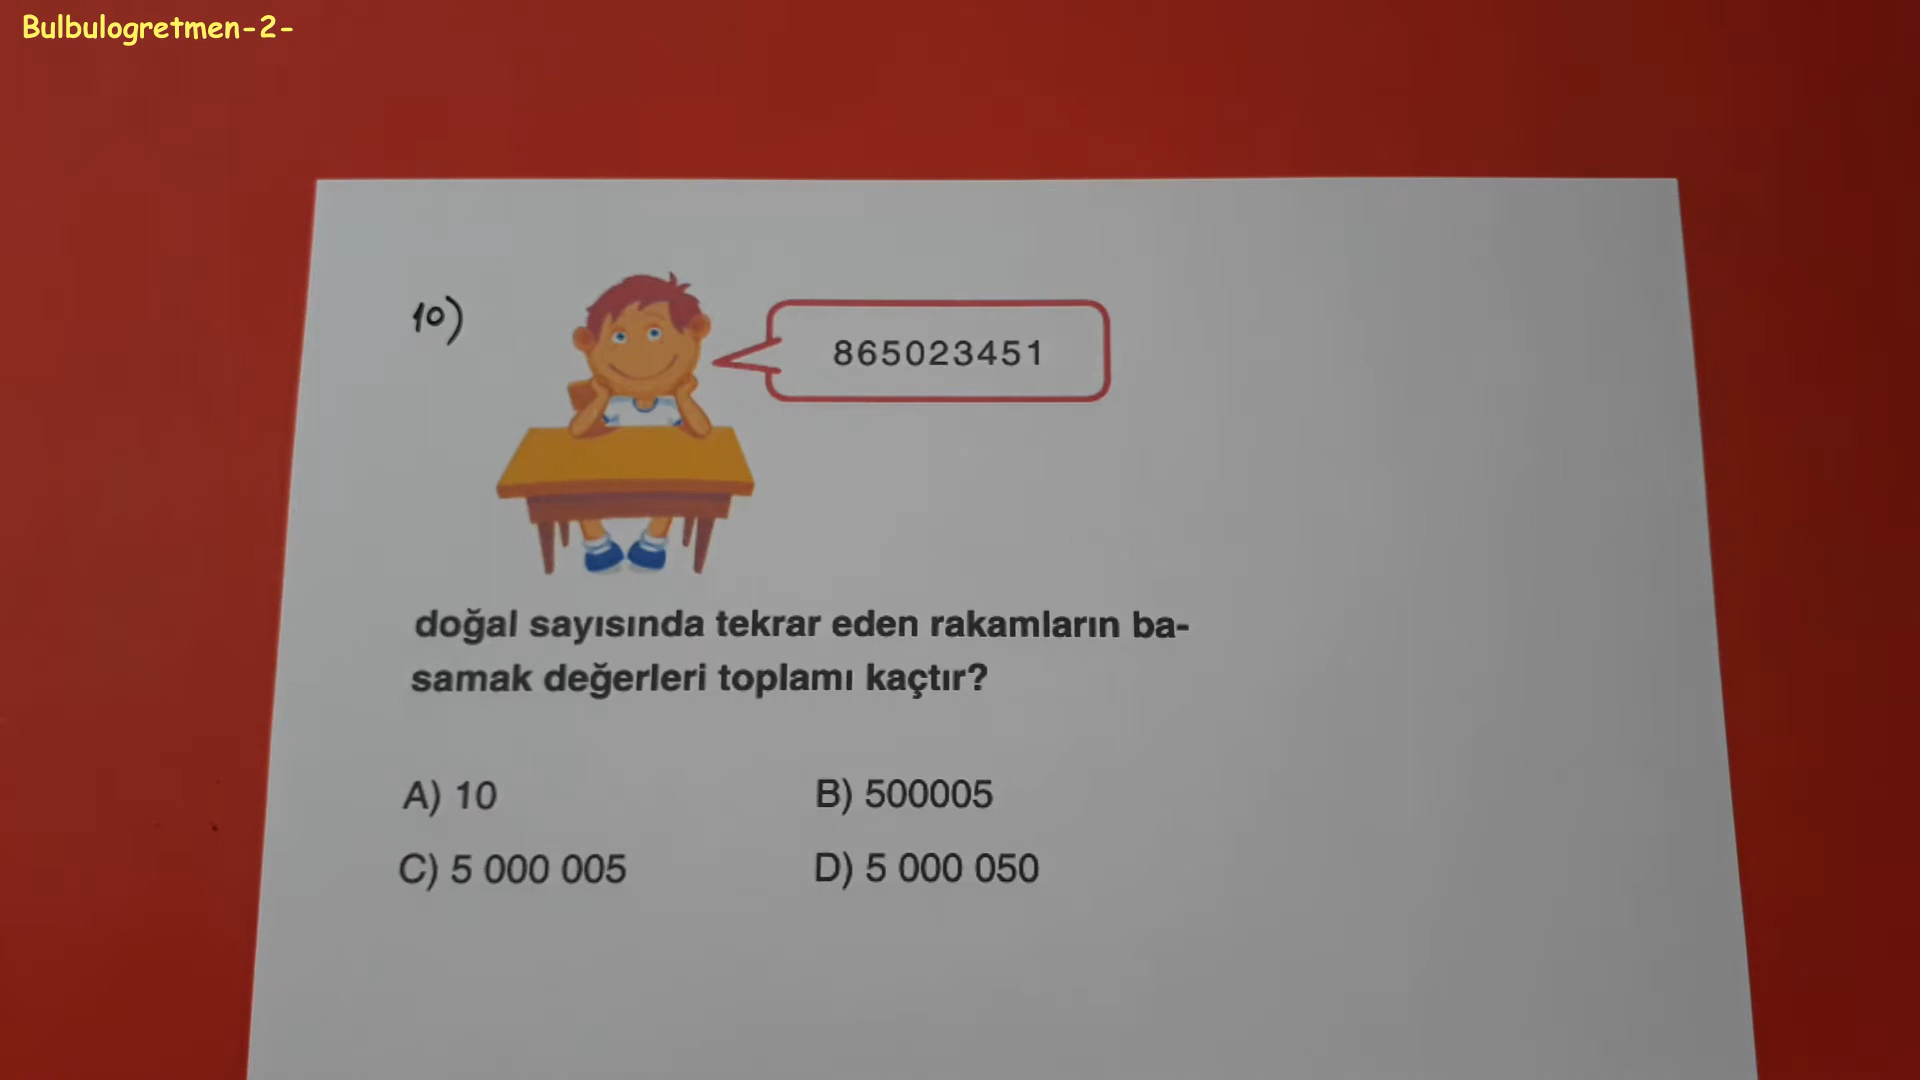 Bulbulogretmen-2-
10)
865023451
doğal sayısında tekrar eden rakamların ba-
samak değerleri toplamı kaçtır?
A) 10 B) 500005
C) 5 000 005 D) 5 000 050